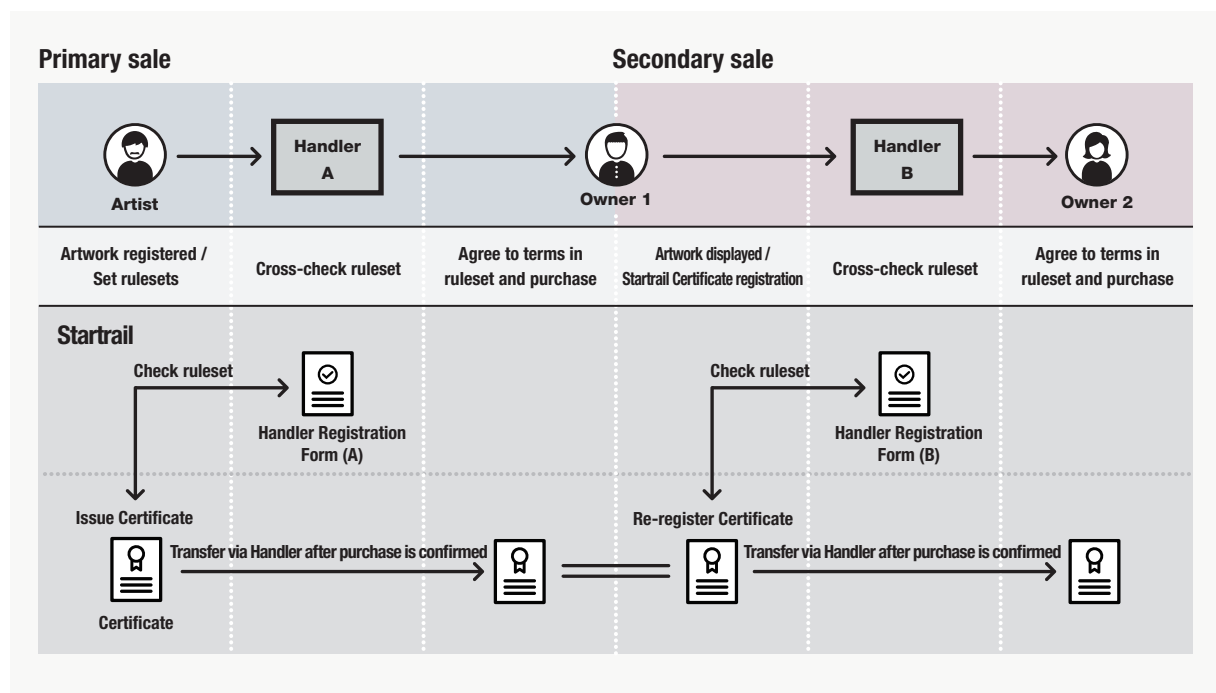 Primary sale
Secondary sale
Handler
A
Handler
B
Artist
Owner 1
Owner 2
Artwork registered /
Set rulesets
Cross-check ruleset
Agree to terms in
ruleset and purchase
Artwork displayed /
Startrail Certificate registration
Cross-check ruleset
Agree to terms in
ruleset and purchase
Startrail
Check ruleset
Handler Registration
Form (A)
Check ruleset
Handler Registration
Form (B)
Issue Certificate
Re-register Certificate
Transfer via Handler after purchase is confirmed
Transfer via Handler after purchase is confirmed
Certificate